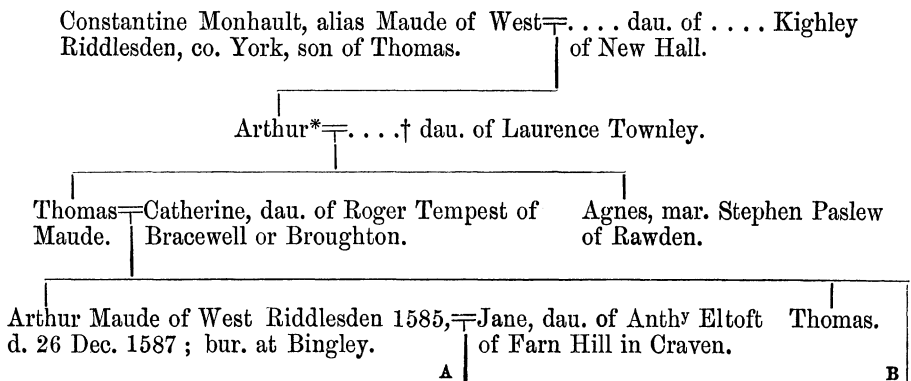 Constantine Monhault, alias Maude of West=. . . . dau. of . . . . Kighley
Riddlesden, co. York, son of Thomas. of New Hall.
Arthur*=. . . .† dau. of Laurence Townley.
Thomas=Catherine, dau. of Roger Tempest of Agnes, mar. Stephen Paslew
Maude. Bracewell or Broughton. of Rawden.
Arthur Maude of West Riddlesden 1585,=Jane, dau. of Anthʸ Eltoft Thomas.
d. 26 Dec. 1587 ; bur. at Bingley. of Farn Hill in Craven.
A B